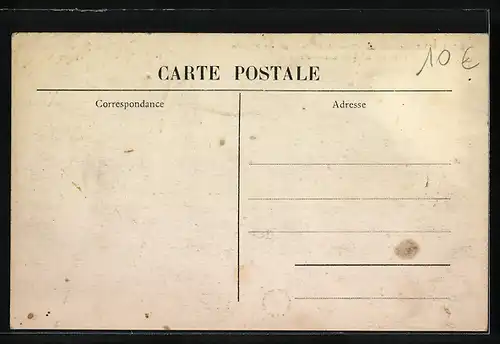 10€
CARTE POSTALE
Correspondance
Adresse